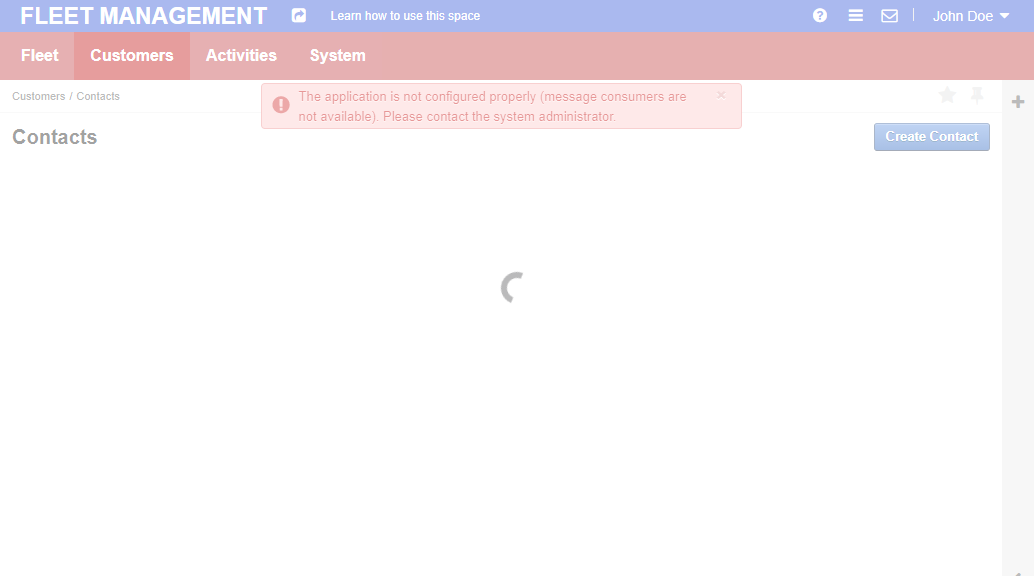 FLEET MANAGEMENT
Learn how to use this space
John Doe
Fleet
Customers
Activities
System
Customers / Contacts
The application is not configured properly (message consumers are
not available). Please contact the system administrator.
×
Contacts
Create Contact